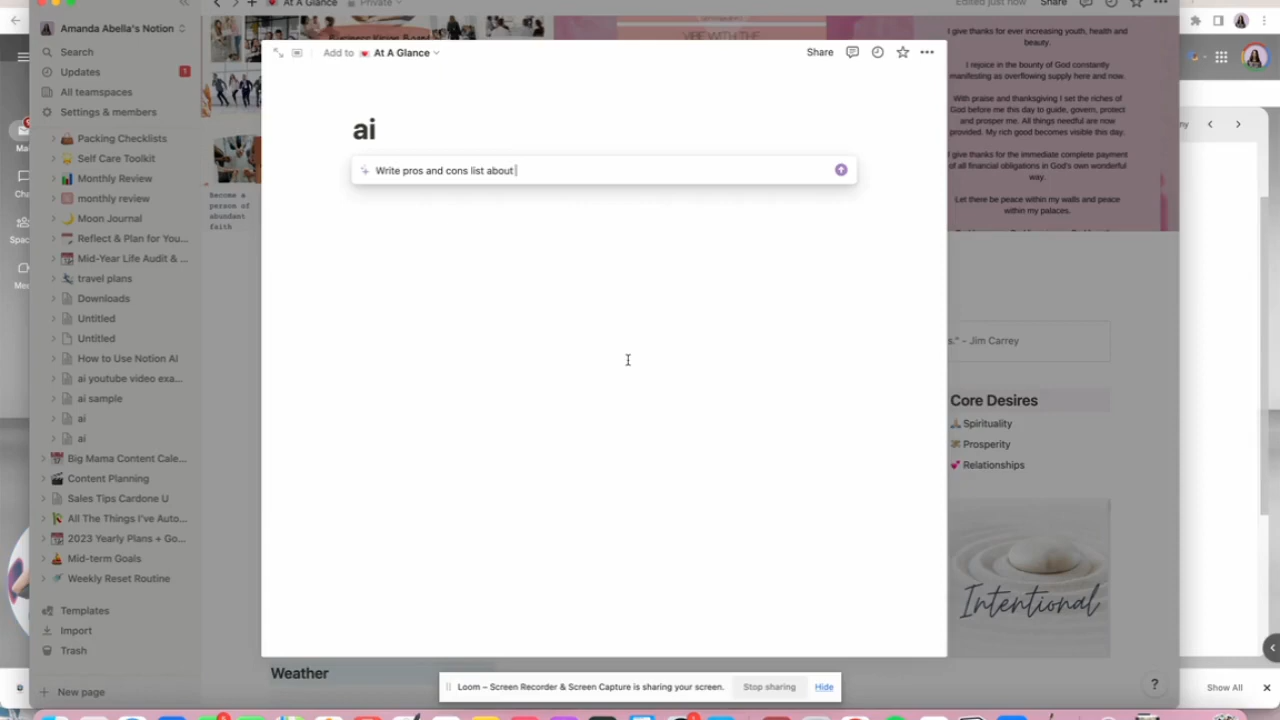 At A Glance
Private
Edited just now
Share
Amanda Abella's Notion
Search
Updates
1
All teamspaces
Settings & members
Packing Checklists
Self Care Toolkit
Monthly Review
monthly review
Moon Journal
Reflect & Plan for You...
Mid-Year Life Audit & ...
travel plans
Downloads
Untitled
Untitled
How to Use Notion AI
ai youtube video exa...
ai sample
ai
ai
Big Mama Content Cale...
Content Planning
Sales Tips Cardone U
All The Things I've Auto...
2023 Yearly Plans + Go...
Mid-term Goals
Weekly Reset Routine
Templates
Import
Trash
New page
Business Vision Board
VIBE WITH THE
Become a
person of
abundant
faith
Add to At A Glance
Share
ai
Write pros and cons list about
I give thanks for ever increasing youth, health and
beauty.
I rejoice in the bounty of God constantly
manifesting as overflowing supply here and now.
With praise and thanksgiving I set the riches of
God before me this day to guide, govern, protect
and prosper me. All things needful are now
provided. My rich good becomes visible this day.
I give thanks for the immediate complete payment
of all financial obligations in God's own wonderful
way.
Let there be peace within my walls and peace
within my palaces.
s." - Jim Carrey
Core Desires
Spirituality
Prosperity
Relationships
Intentional
Weather
Loom – Screen Recorder & Screen Capture is sharing your screen.
Stop sharing
Hide
?
Show All